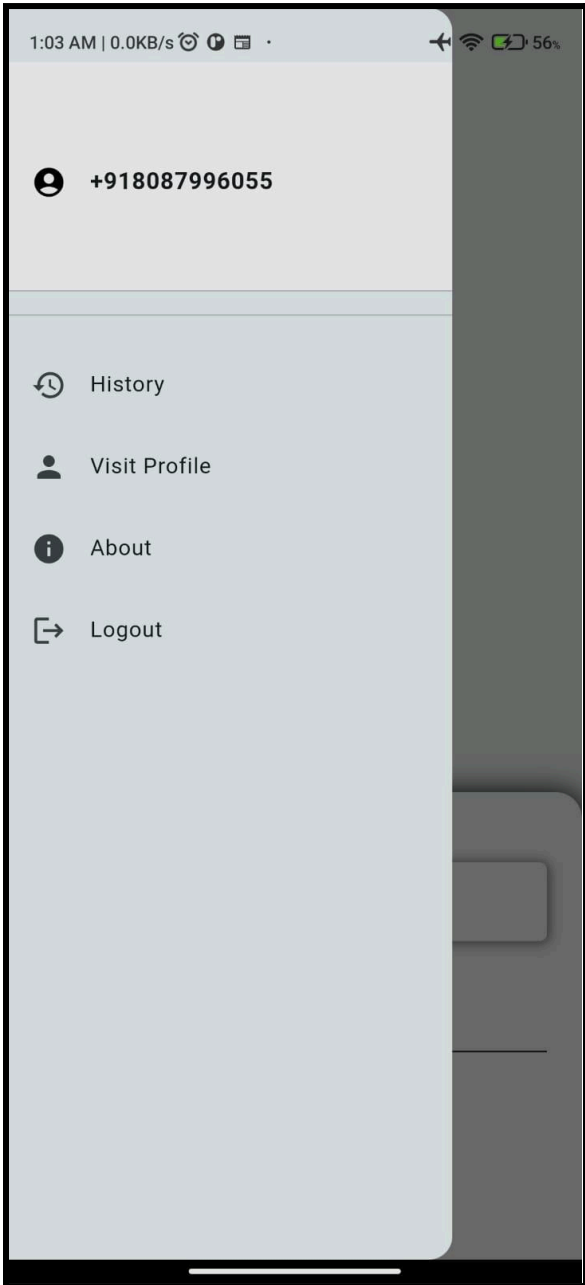 1:03 AM | 0.0KB/s 56%
+918087996055
History
Visit Profile
About
Logout